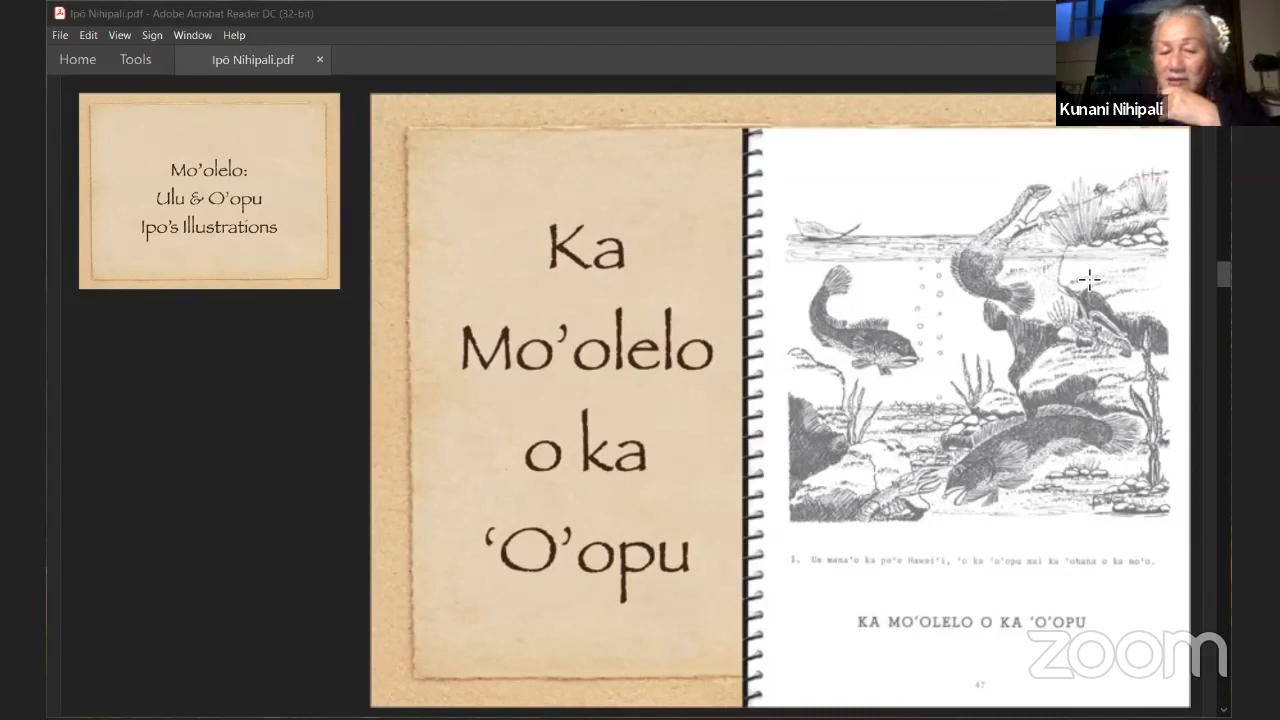 Ipō Nihipali.pdf - Adobe Acrobat Reader DC (32-bit)
File Edit View Sign Window Help
Home Tools Ipō Nihipali.pdf ×
Kunani Nihipali
Mo'olelo:
Ulu & O'opu
Ipo's Illustrations
Ka
Mo'olelo
o ka
‘O'opu
1. Ua mana'o ka po'e Hawai'i, 'o ka 'o'opu mai ka 'ohana o ka mo'o.
KA MO'OLELO O KA 'O'OPU
47
zoom